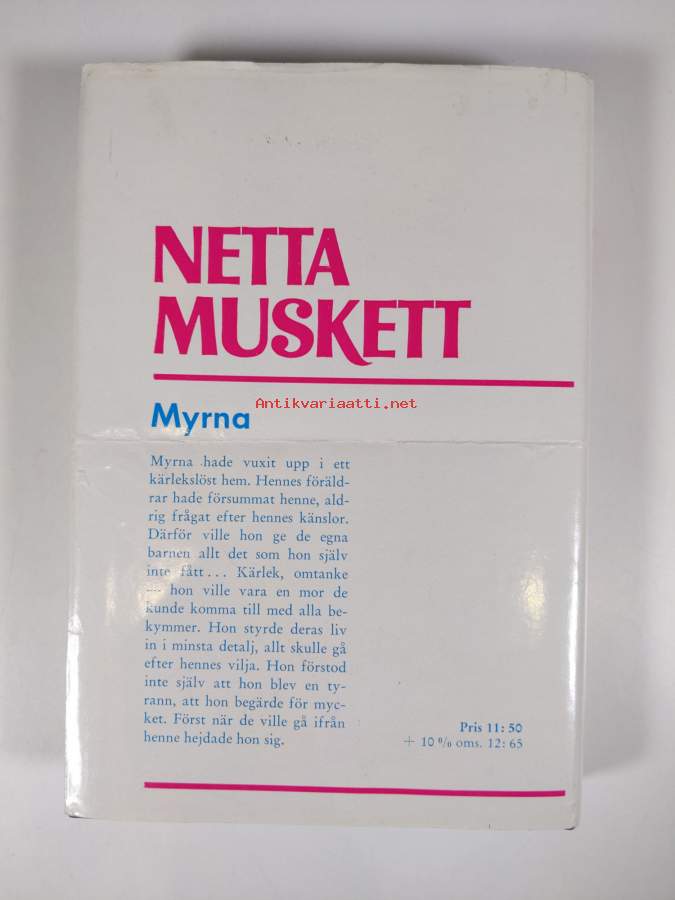 NETTA
MUSKETT
Antikvariaatti.net
Myrna
Myrna hade vuxit upp i ett
kärlekslöst hem. Hennes föräld-
rar hade försummat henne, ald-
rig frågat efter hennes känslor.
Därför ville hon ge de egna
barnen allt det som hon själv
inte fått... Kärlek, omtanke
— hon ville vara en mor de
kunde komma till med alla be-
kymmer. Hon styrde deras liv
in i minsta detalj, allt skulle gå
efter hennes vilja. Hon förstod
inte själv att hon blev en ty-
rann, att hon begärde för myc-
ket. Först när de ville gå ifrån
henne hejdade hon sig.
Pris 11: 50
+ 10 % oms. 12: 65